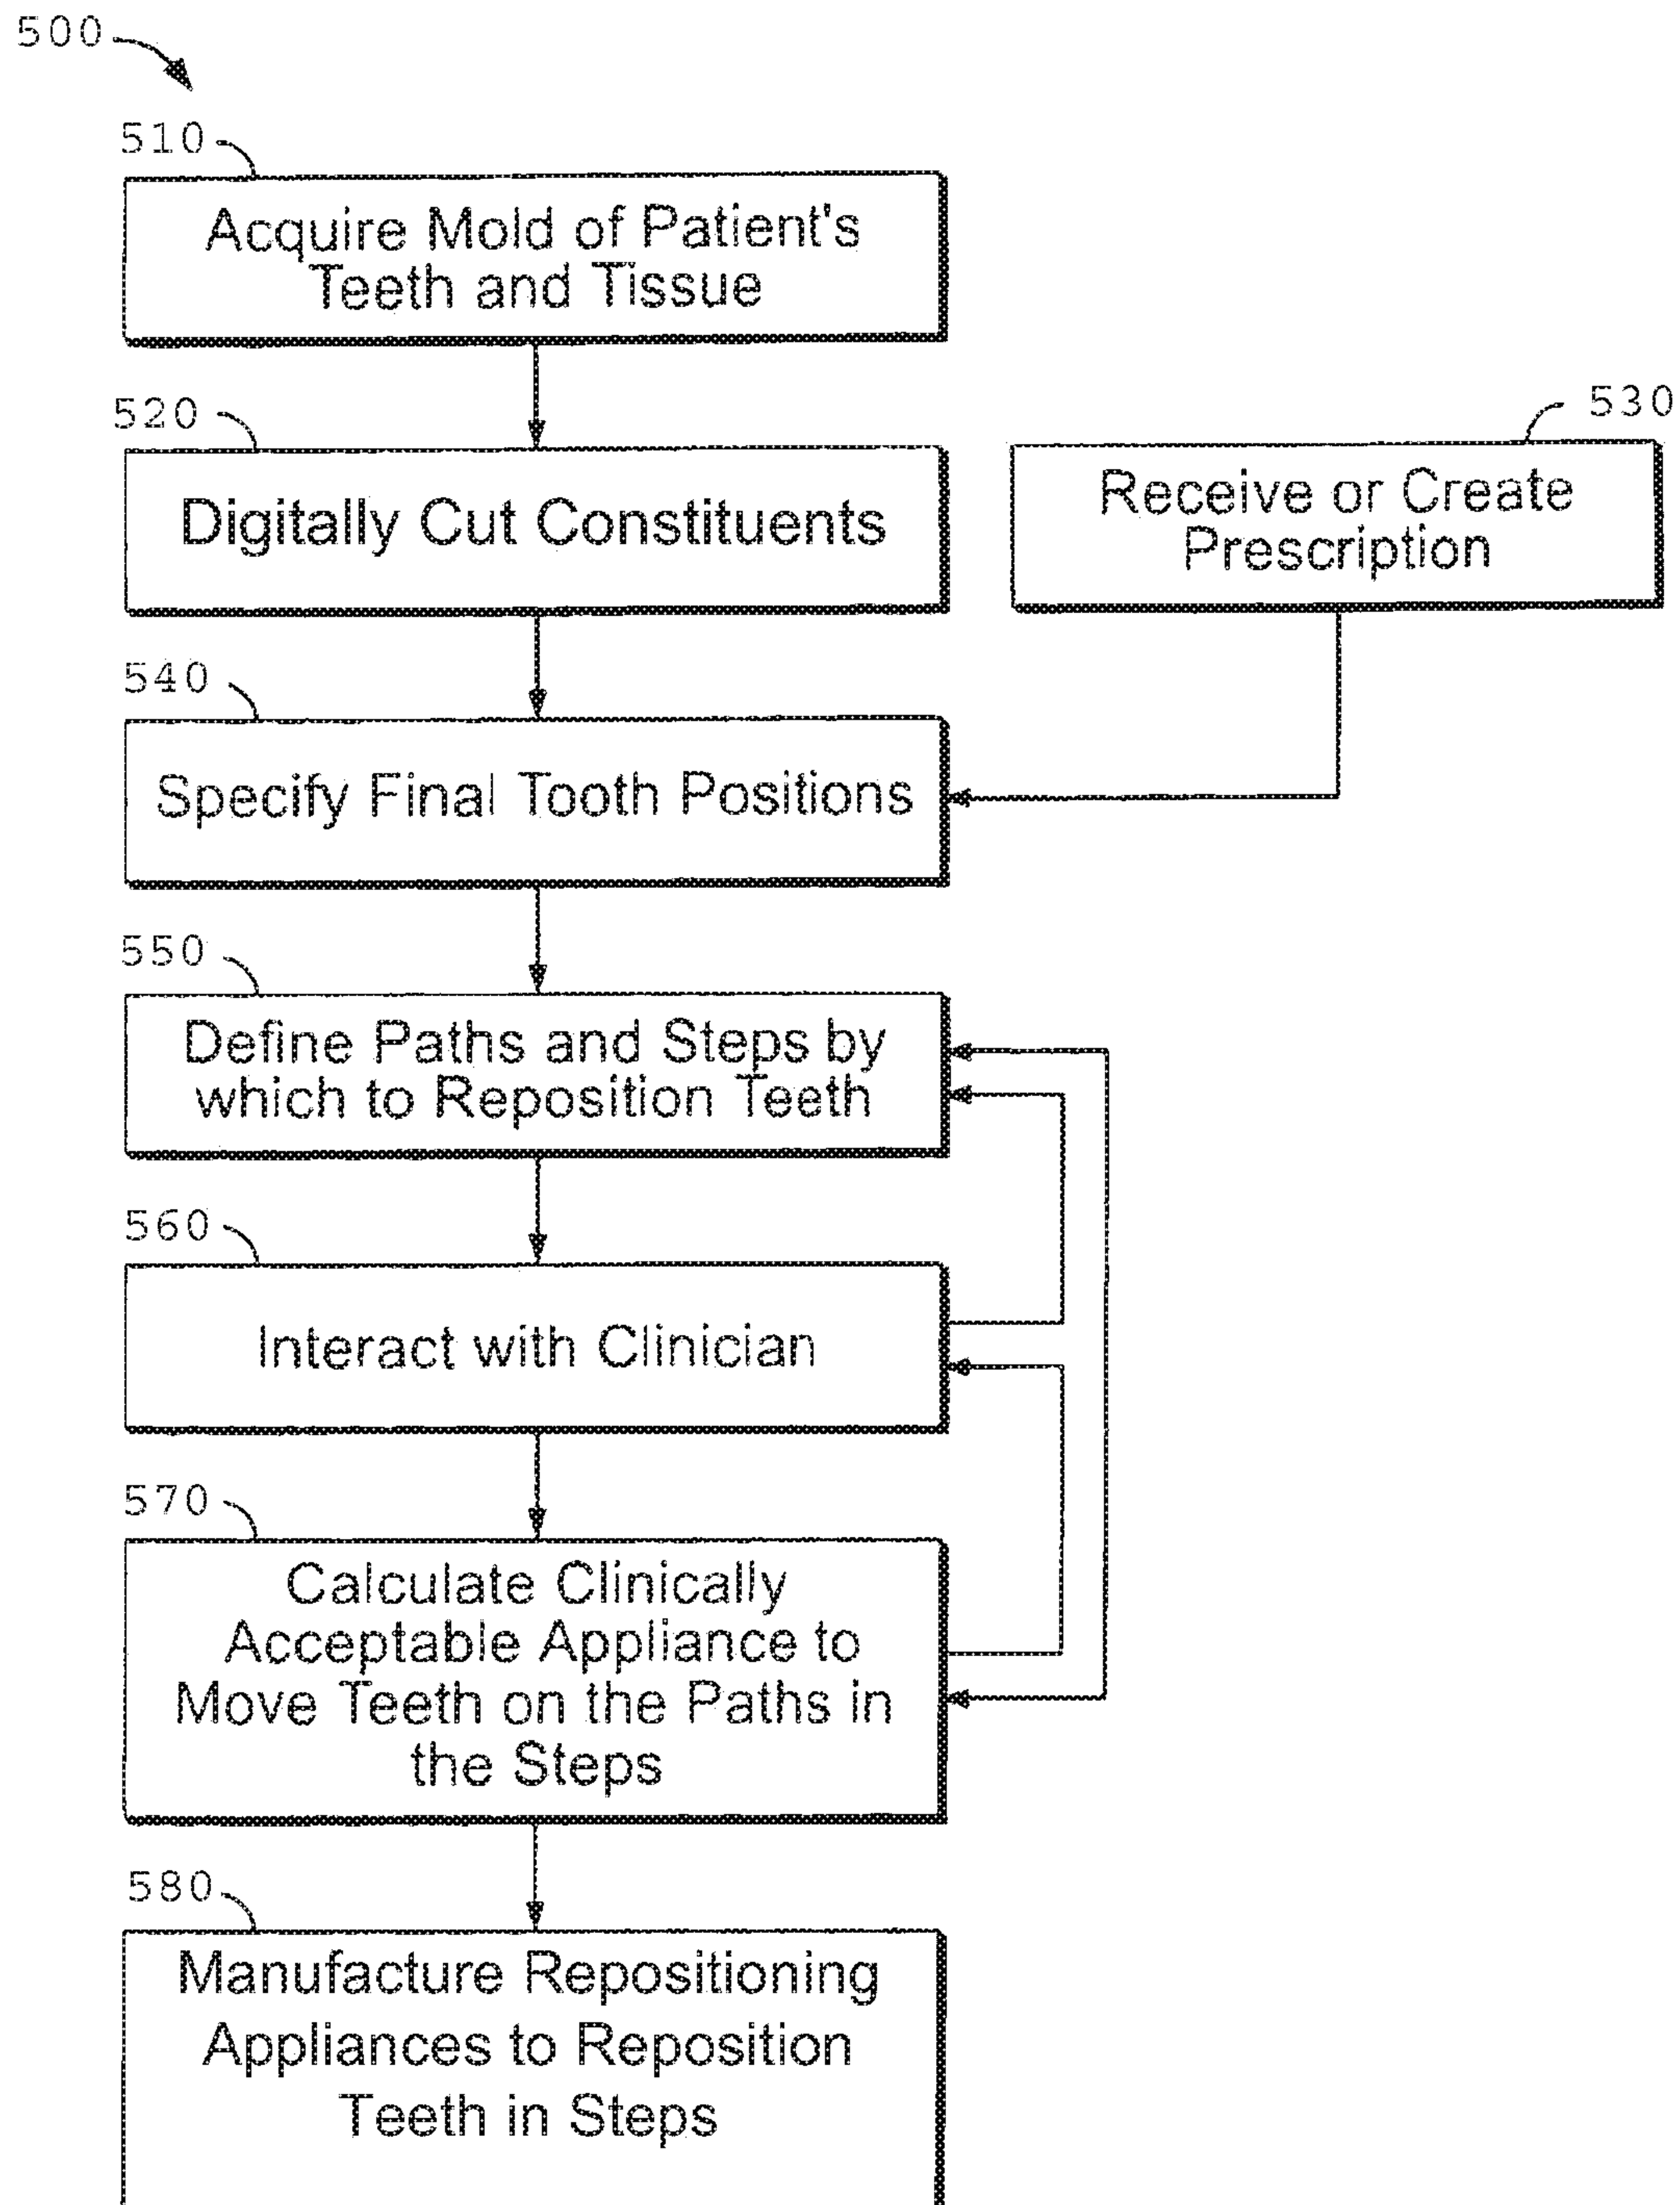 500
510
Acquire Mold of Patient's
Teeth and Tissue
520
Digitally Cut Constituents
530
Receive or Create
Prescription
540
Specify Final Tooth Positions
550
Define Paths and Steps by
which to Reposition Teeth
560
Interact with Clinician
570
Calculate Clinically
Acceptable Appliance to
Move Teeth on the Paths in
the Steps
580
Manufacture Repositioning
Appliances to Reposition
Teeth in Steps